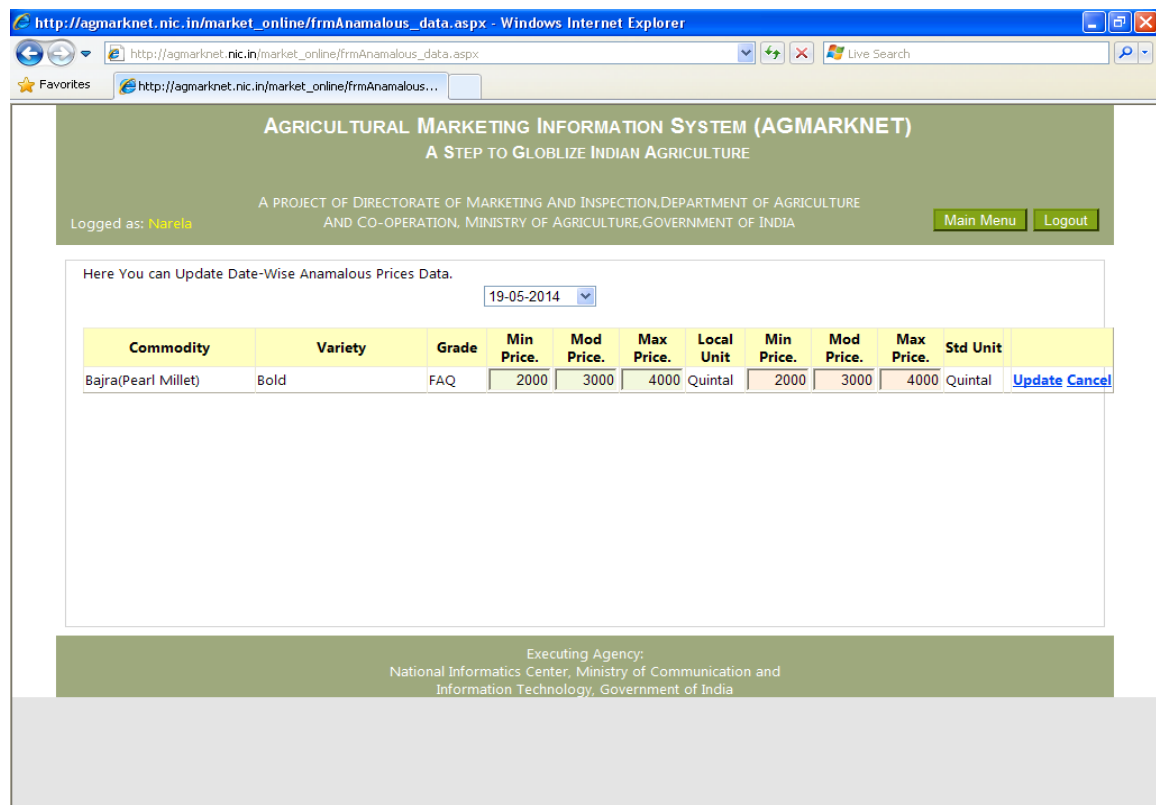 http://agmarknet.nic.in/market_online/frmAnamalous_data.aspx - Windows Internet Explorer
http://agmarknet.nic.in/market_online/frmAnamalous_data.aspx Live Search
Favorites http://agmarknet.nic.in/market_online/frmAnamalous...
AGRICULTURAL MARKETING INFORMATION SYSTEM (AGMARKNET)
A STEP TO GLOBLIZE INDIAN AGRICULTURE
A PROJECT OF DIRECTORATE OF MARKETING AND INSPECTION,DEPARTMENT OF AGRICULTURE
AND CO-OPERATION, MINISTRY OF AGRICULTURE,GOVERNMENT OF INDIA
Logged as: Narela
Main Menu Logout
Here You can Update Date-Wise Anamalous Prices Data.
19-05-2014
Commodity Variety Grade Min Price. Mod Price. Max Price. Local Unit Min Price. Mod Price. Max Price. Std Unit
Bajra(Pearl Millet) Bold FAQ 2000 3000 4000 Quintal 2000 3000 4000 Quintal Update Cancel
Executing Agency:
National Informatics Center, Ministry of Communication and
Information Technology, Government of India